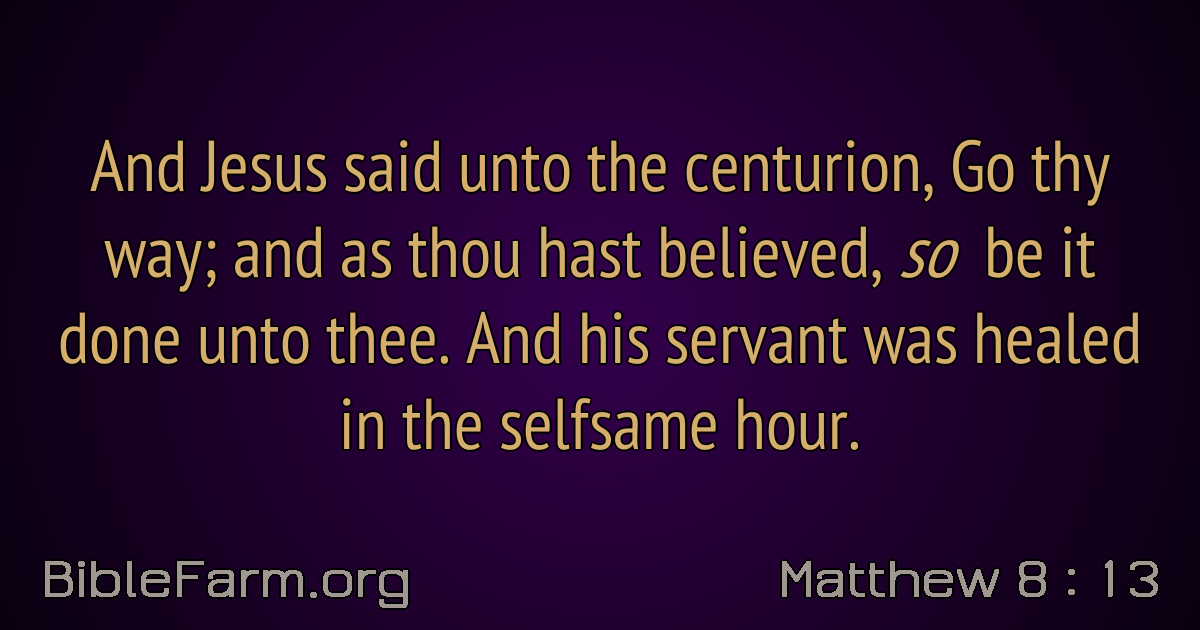 And Jesus said unto the centurion, Go thy
way; and as thou hast believed, so be it
done unto thee. And his servant was healed
in the selfsame hour.
BibleFarm.org
Matthew 8 : 13